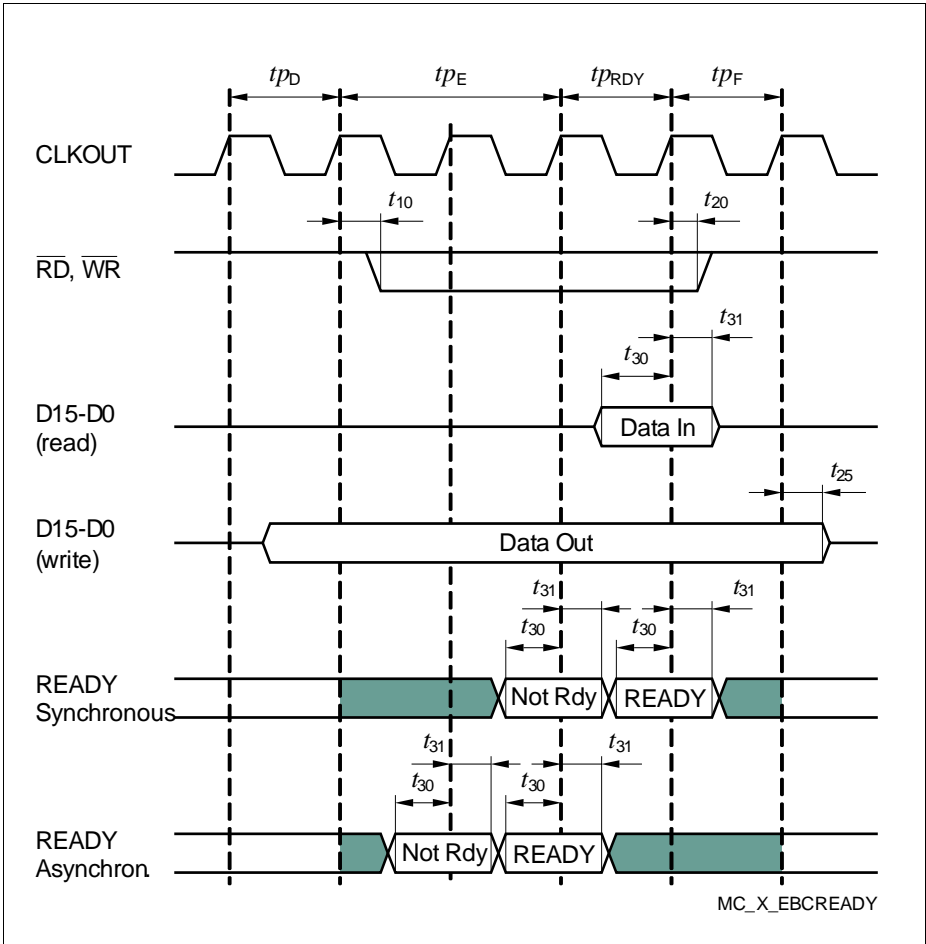 tpD tpE tpRDY tpF
CLKOUT
t10 t20
RD, WR
t31
t30
D15-D0
(read)
Data In
t25
D15-D0
(write)
Data Out
t31 t31
t30 t30
READY
Synchronous
Not Rdy READY
t31 t31
t30 t30
READY
Asynchron.
Not Rdy READY
MC_X_EBCREADY